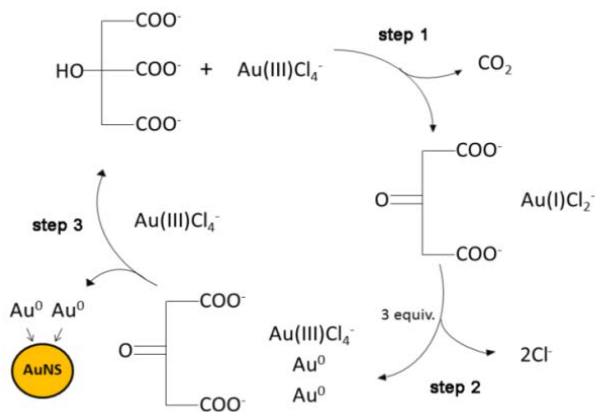 COO⁻
step 1
HO COO⁻ + Au(III)Cl₄⁻
CO₂
COO⁻
COO⁻
O Au(I)Cl₂⁻
COO⁻
step 3
Au(III)Cl₄⁻
3 equiv.
2Cl⁻
step 2
Au⁰ Au⁰
AuNS
COO⁻
O
COO⁻
Au(III)Cl₄⁻
Au⁰
Au⁰